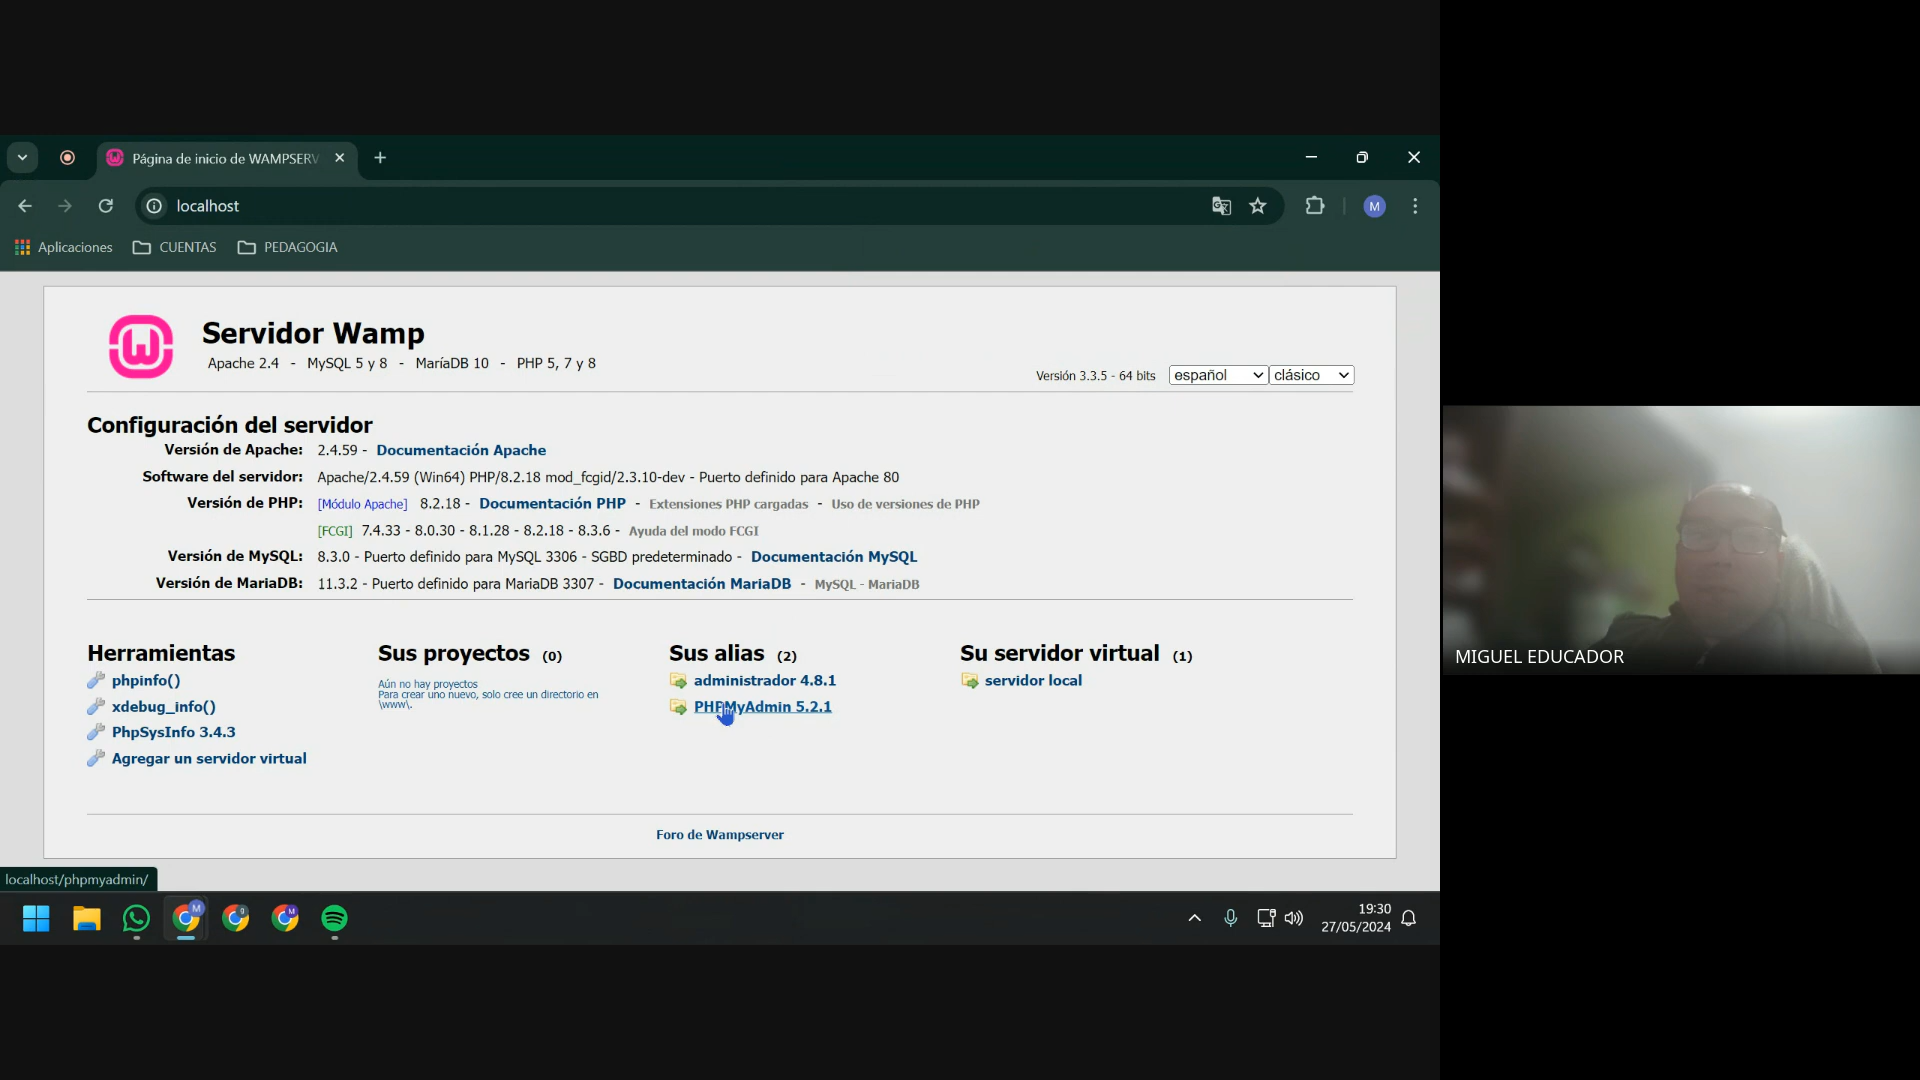 Página de inicio de WAMPSERV
localhost
Aplicaciones CUENTAS PEDAGOGIA
M
Servidor Wamp
Apache 2.4 - MySQL 5 y 8 - MaríaDB 10 - PHP 5, 7 y 8
Versión 3.3.5 - 64 bits español clásico
Configuración del servidor
Versión de Apache: 2.4.59 - Documentación Apache
Software del servidor: Apache/2.4.59 (Win64) PHP/8.2.18 mod_fcgid/2.3.10-dev - Puerto definido para Apache 80
Versión de PHP: [Módulo Apache] 8.2.18 - Documentación PHP - Extensiones PHP cargadas - Uso de versiones de PHP
[FCGI] 7.4.33 - 8.0.30 - 8.1.28 - 8.2.18 - 8.3.6 - Ayuda del modo FCGI
Versión de MySQL: 8.3.0 - Puerto definido para MySQL 3306 - SGBD predeterminado - Documentación MySQL
Versión de MariaDB: 11.3.2 - Puerto definido para MariaDB 3307 - Documentación MariaDB - MySQL - MariaDB
Herramientas
phpinfo()
xdebug_info()
PhpSysInfo 3.4.3
Agregar un servidor virtual
Sus proyectos (0)
Aún no hay proyectos
Para crear uno nuevo, solo cree un directorio en
\www\.
Sus alias (2)
administrador 4.8.1
PHPMyAdmin 5.2.1
Su servidor virtual (1)
servidor local
Foro de Wampserver
localhost/phpmyadmin/
19:30
27/05/2024
MIGUEL EDUCADOR